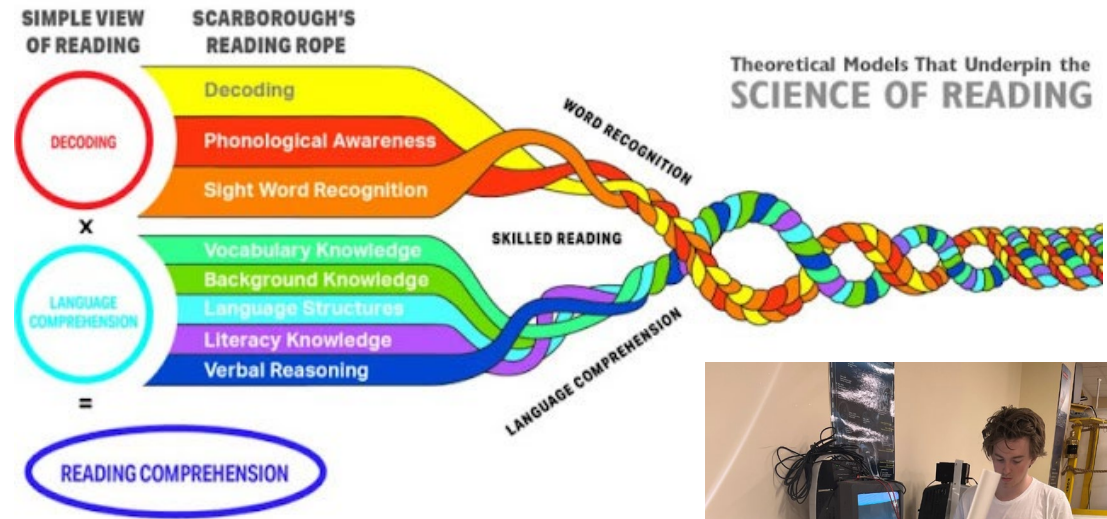 SIMPLE VIEW
OF READING
SCARBOROUGH'S
READING ROPE
Theoretical Models That Underpin the
SCIENCE OF READING
DECODING
x
LANGUAGE
COMPREHENSION
=
READING COMPREHENSION
Decoding
Phonological Awareness
Sight Word Recognition
Vocabulary Knowledge
Background Knowledge
Language Structures
Literacy Knowledge
Verbal Reasoning
WORD RECOGNITION
SKILLED READING
LANGUAGE COMPREHENSION